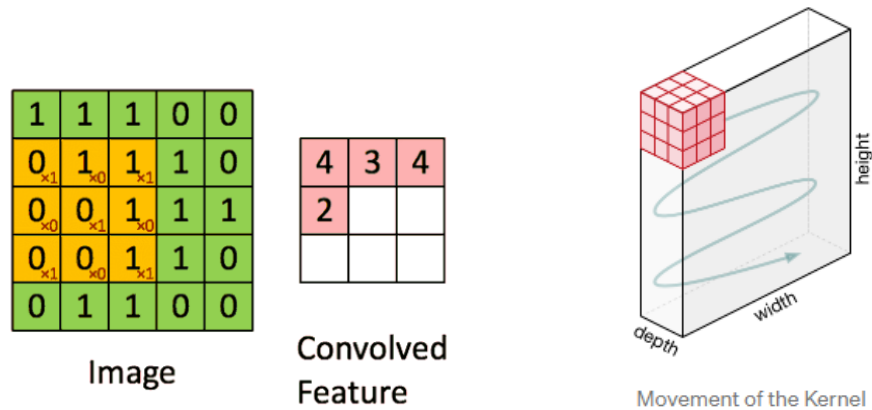 1 1 1 0 0
0×1 1×0 1×1 1 0
0×0 0×1 1×0 1 1
0×1 0×0 1×1 1 0
0 1 1 0 0
Image
4 3 4
2
Convolved
Feature
height
width
depth
Movement of the Kernel